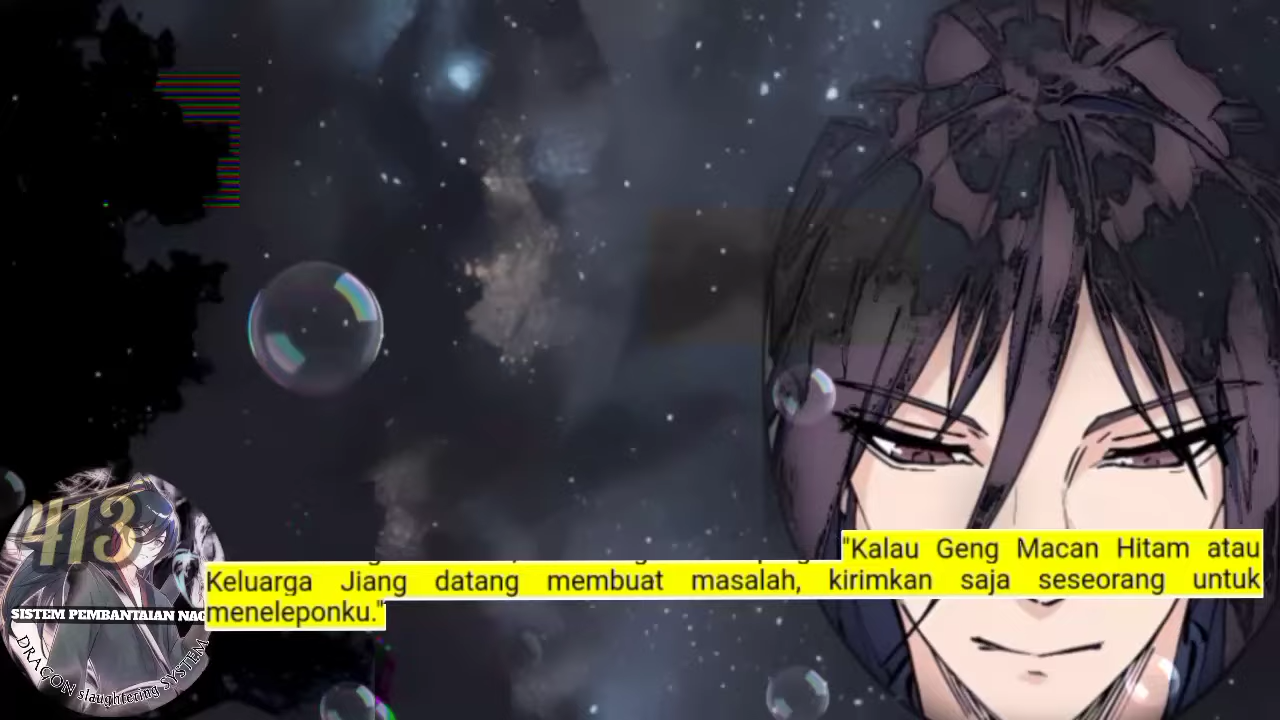 413
"Kalau Geng Macan Hitam atau
Keluarga Jiang datang membuat masalah, kirimkan saja seseorang untuk
meneleponku."
SISTEM PEMBANTAIAN NAG
DRAGON slaughtering SYSTEM